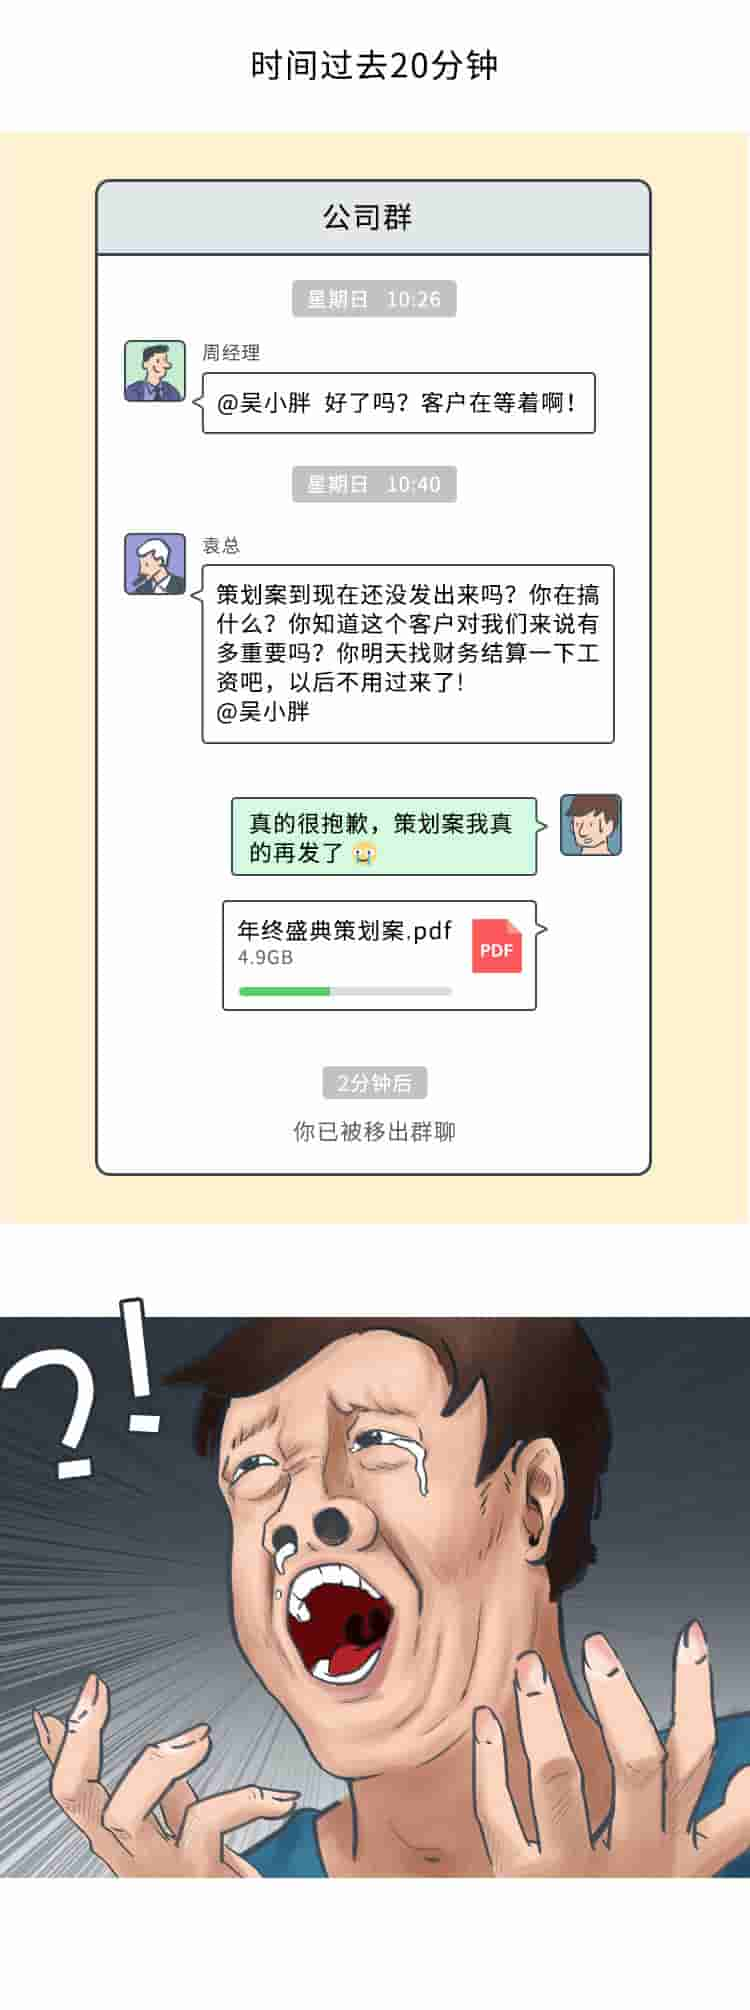 时间过去20分钟
公司群
星期日 10:26
周经理
@吴小胖 好了吗？客户在等着啊！
星期日 10:40
袁总
策划案到现在还没发出来吗？你在搞
什么？你知道这个客户对我们来说有
多重要吗？你明天找财务结算一下工
资吧，以后不用过来了！
@吴小胖
真的很抱歉，策划案我真
的再发了 😂
年终盛典策划案.pdf
4.9GB
PDF
2分钟后
你已被移出群聊
?!